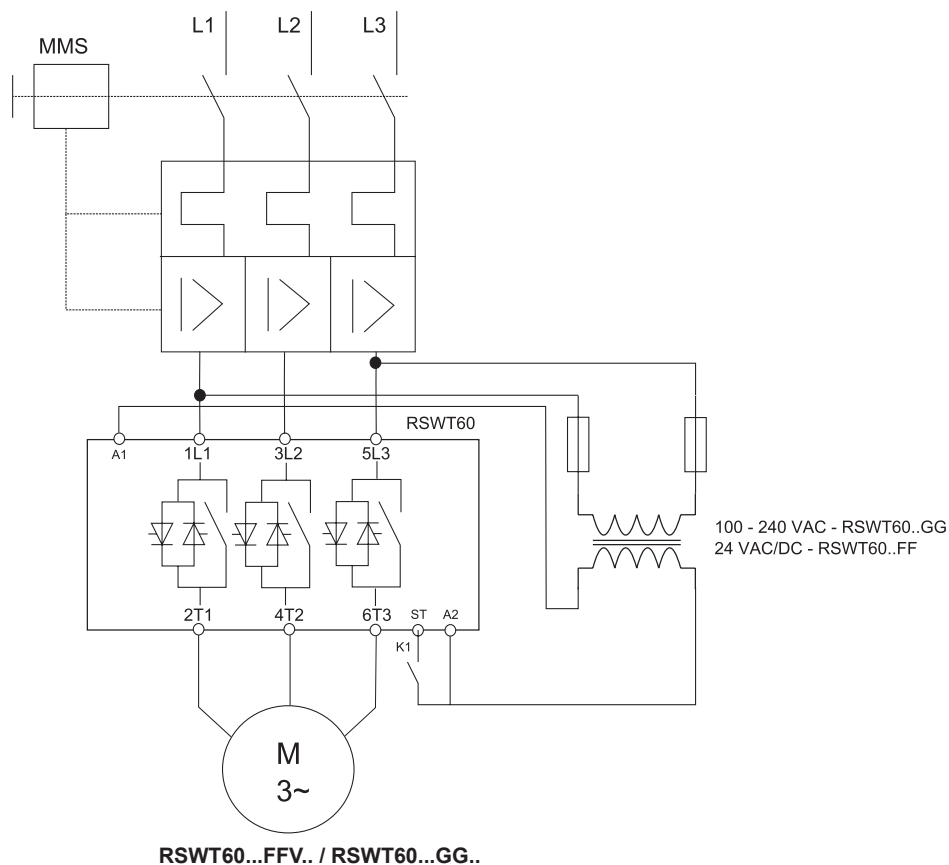 L1 L2 L3
MMS
RSWT60
A1 1L1 3L2 5L3
100 - 240 VAC - RSWT60..GG
24 VAC/DC - RSWT60..FF
2T1 4T2 6T3 ST A2
K1
M
3~
RSWT60...FFV.. / RSWT60...GG..